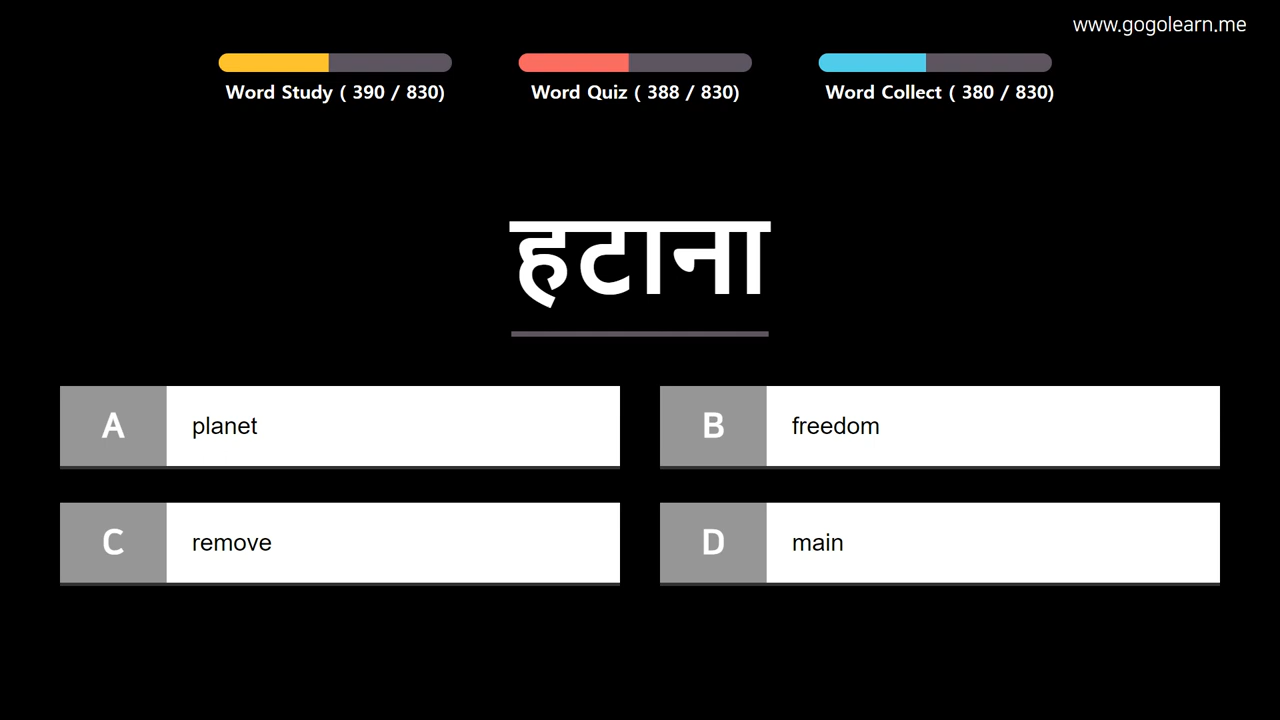 www.gogolearn.me
Word Study ( 390 / 830)
Word Quiz ( 388 / 830)
Word Collect ( 380 / 830)
हटाना
A planet
B freedom
C remove
D main